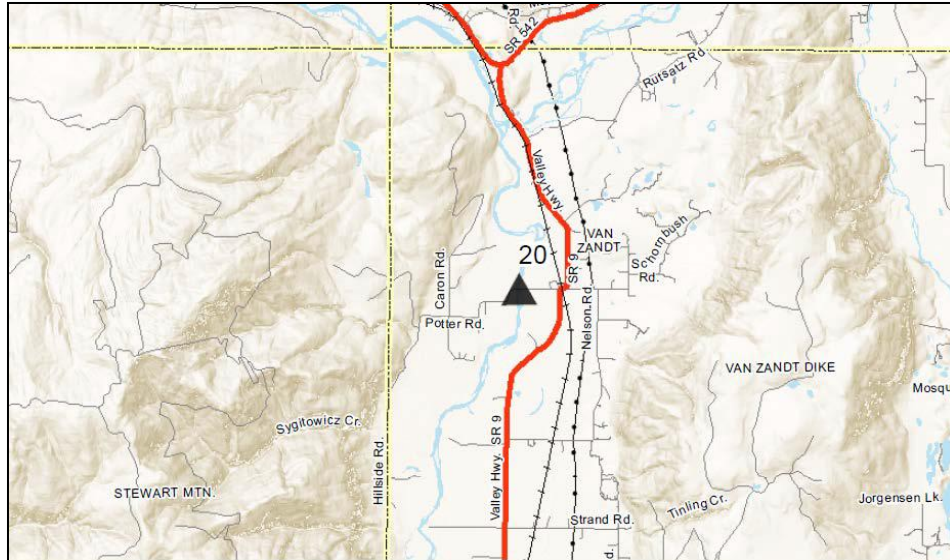 Rd.
SR 542
Rutsatz Rd
Valley Hwy.
VAN
ZANDT
Schornbush
Rd.
20
SR 9
Caron Rd.
Potter Rd.
Nelson Rd
VAN ZANDT DIKE
Mosqu
Sygitowicz Cr.
Hillside Rd.
Valley Hwy. SR 9
STEWART MTN.
Tinling Cr.
Jorgensen Lk.
Strand Rd.
d.